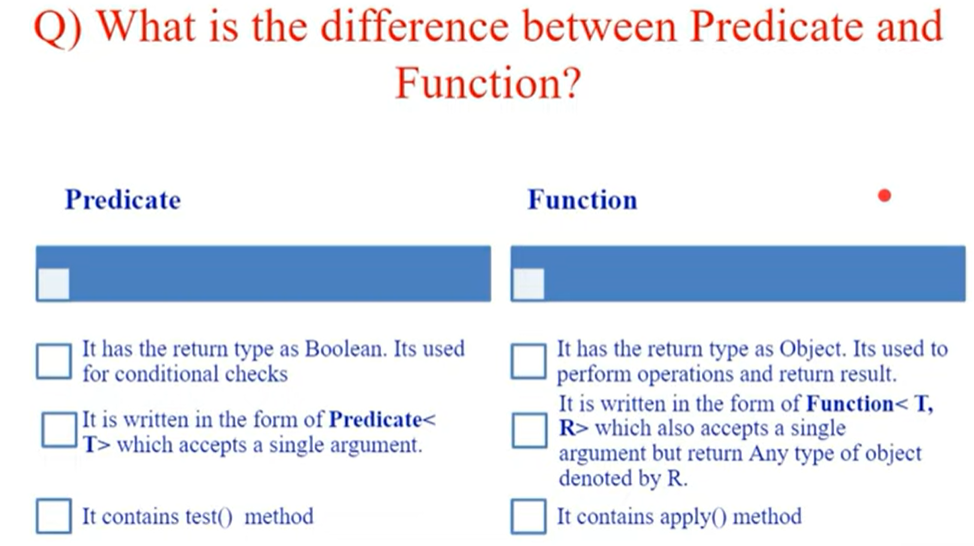 Q) What is the difference between Predicate and
Function?
Predicate
It has the return type as Boolean. Its used
for conditional checks
It is written in the form of Predicate<
T> which accepts a single argument.
It contains test()  method
Function
It has the return type as Object. Its used to
perform operations and return result.
It is written in the form of Function< T,
R> which also accepts a single
argument but return Any type of object
denoted by R.
It contains apply() method